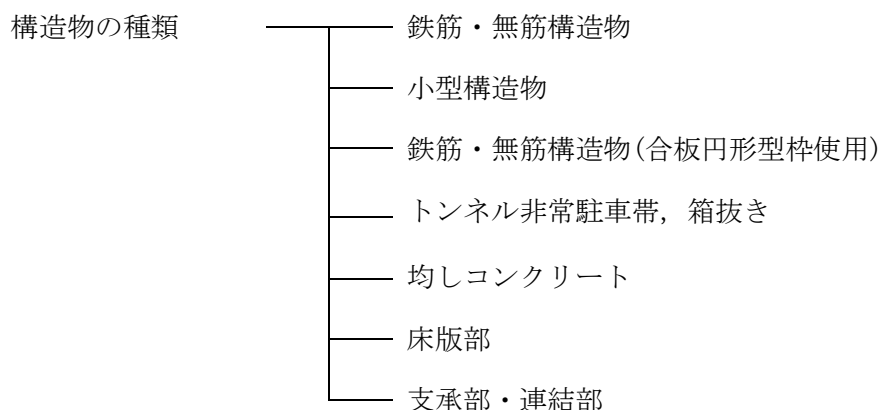 構造物の種類
鉄筋・無筋構造物
小型構造物
鉄筋・無筋構造物(合板円形型枠使用)
トンネル非常駐車帯，箱抜き
均しコンクリート
床版部
支承部・連結部